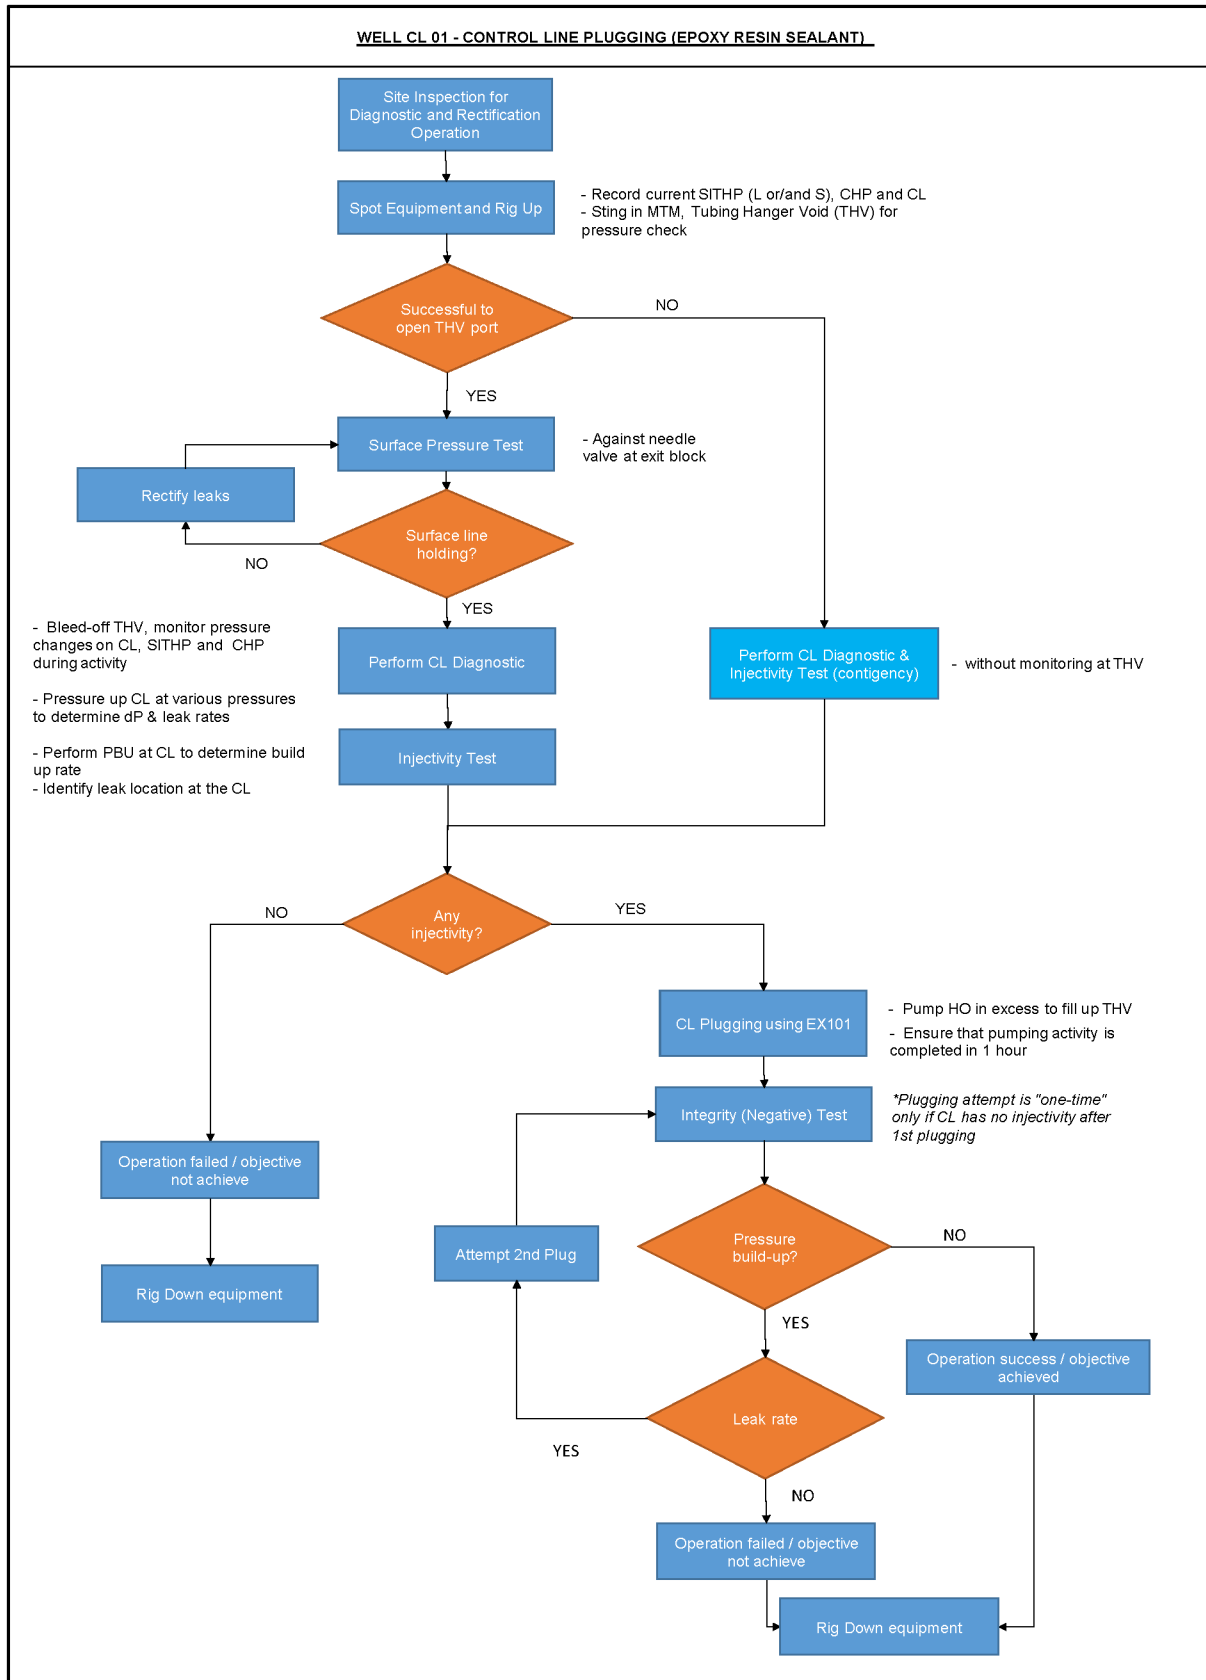 WELL CL 01 - CONTROL LINE PLUGGING (EPOXY RESIN SEALANT)
Site Inspection for
Diagnostic and Rectification
Operation
Spot Equipment and Rig Up
- Record current SITHP (L or/and S), CHP and CL
- Sting in MTM, Tubing Hanger Void (THV) for
pressure check
Successful to
open THV port
NO
YES
Surface Pressure Test
- Against needle
valve at exit block
Rectify leaks
Surface line
holding?
NO
YES
- Bleed-off THV, monitor pressure
changes on CL, SITHP and CHP
during activity
- Pressure up CL at various pressures
to determine dP & leak rates
- Perform PBU at CL to determine build
up rate
- Identify leak location at the CL
Perform CL Diagnostic
Perform CL Diagnostic &
Injectivity Test (contigency)
- without monitoring at THV
Injectivity Test
Any
injectivity?
NO
YES
CL Plugging using EX101
- Pump HO in excess to fill up THV
- Ensure that pumping activity is
completed in 1 hour
Integrity (Negative) Test
*Plugging attempt is "one-time"
only if CL has no injectivity after
1st plugging
Operation failed / objective
not achieve
Rig Down equipment
Attempt 2nd Plug
Pressure
build-up?
NO
YES
Operation success / objective
achieved
Leak rate
YES
NO
Operation failed / objective
not achieve
Rig Down equipment